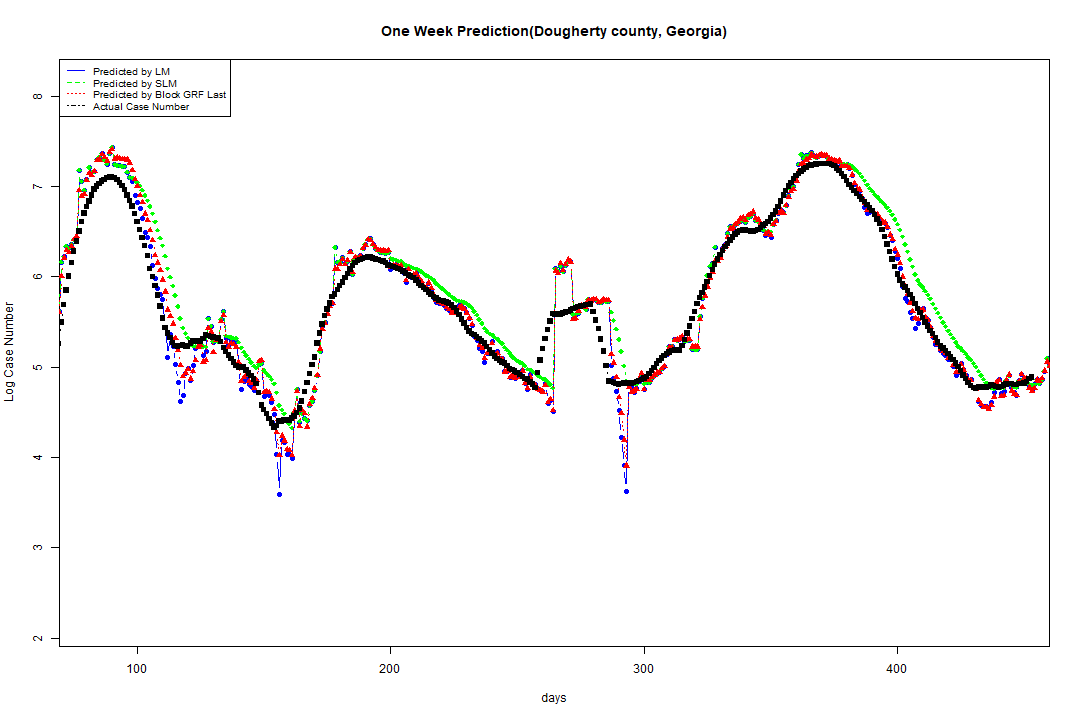 One Week Prediction(Dougherty county, Georgia)
Predicted by LM
Predicted by SLM
Predicted by Block GRF Last
Actual Case Number
8
7
6
5
4
3
2
Log Case Number
100 200 300 400
days